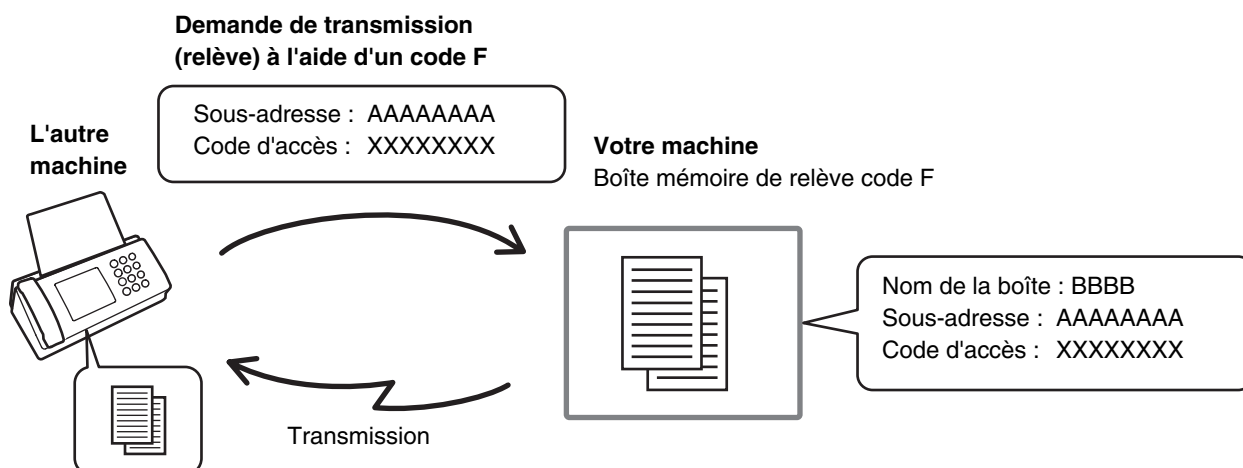 Demande de transmission
(relève) à l'aide d'un code F
Sous-adresse : AAAAAAAA
Code d'accès : XXXXXXXX
L'autre
machine
Votre machine
Boîte mémoire de relève code F
Nom de la boîte : BBBB
Sous-adresse : AAAAAAAA
Code d'accès : XXXXXXXX
Transmission